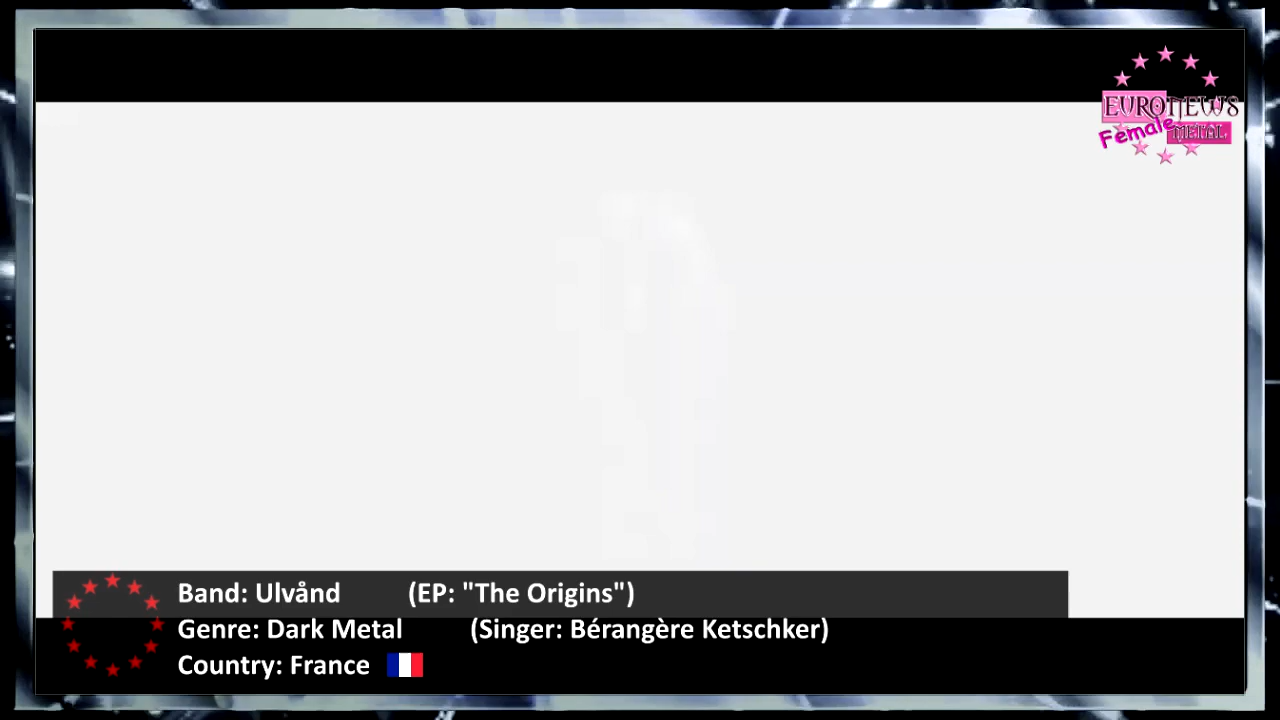 EURONEWS
Female METAL
Band: Ulvånd (EP: "The Origins")
Genre: Dark Metal (Singer: Bérangère Ketschker)
Country: France